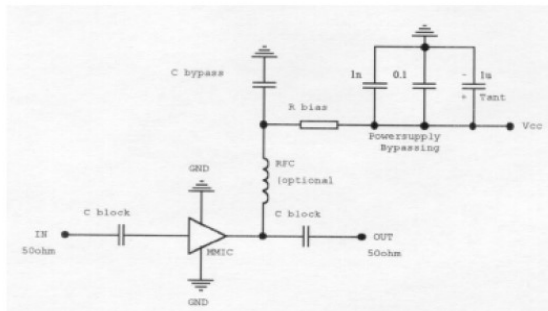 C bypass
1n
0.1
-
1u
+
Tant
R bias
Vcc
Powersupply
Bypassing
GND
RFC
(optional
C block
C block
IN
50ohm
MMIC
OUT
50ohm
GND